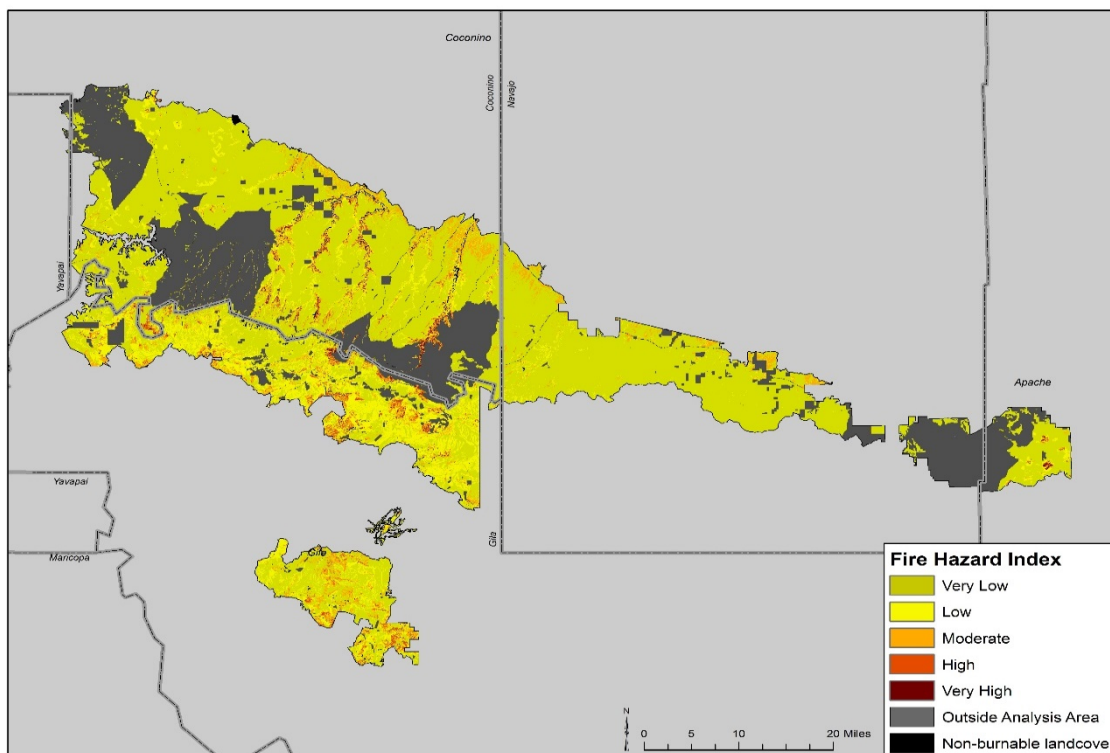 Coconino
Coconino
Navajo
Yavapai
Apache
Yavapai
Maricopa
Gila
Gila
N
0 5 10 20 Miles
Fire Hazard Index
Very Low
Low
Moderate
High
Very High
Outside Analysis Area
Non-burnable landcove